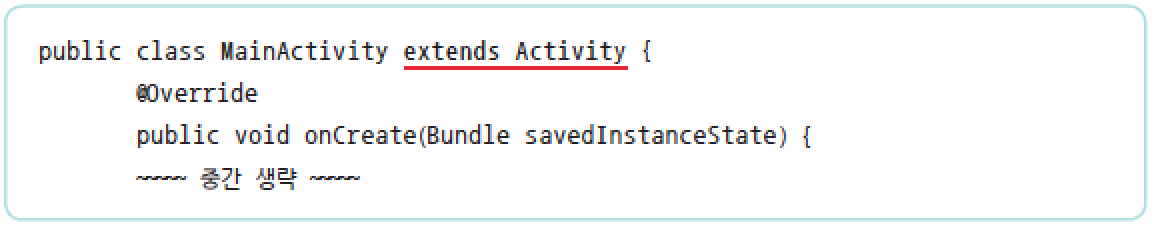 public class MainActivity extends Activity {
@Override
public void onCreate(Bundle savedInstanceState) {
~~~~~ 중간 생략 ~~~~~